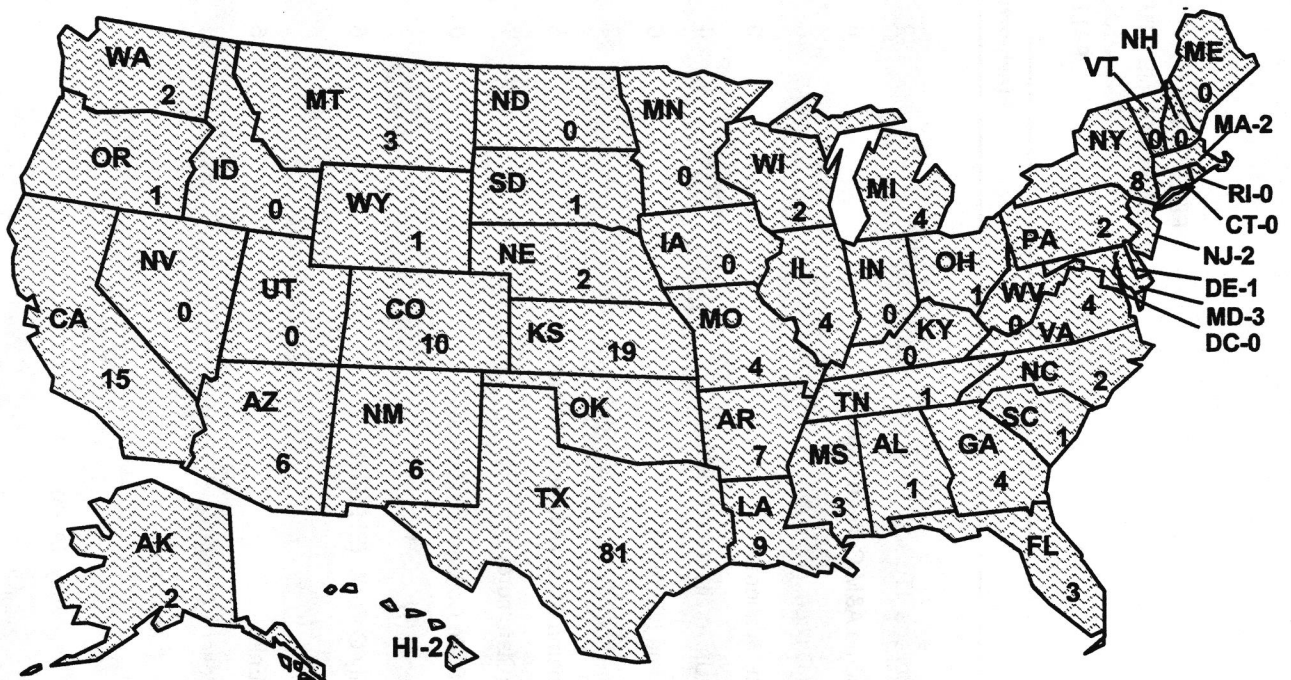 WA
2
OR
1
CA
15
NV
0
ID
0
MT
3
WY
1
UT
0
CO
10
AZ
6
NM
6
ND
0
SD
1
NE
2
KS
19
OK
TX
81
MN
0
IA
0
MO
4
AR
7
LA
9
WI
2
IL
4
MI
4
IN
0
OH
1
KY
0
TN
1
MS
3
AL
1
GA
4
FL
3
SC
1
NC
2
VA
4
WV
0
PA
2
NY
8
VT
0
NH
0
ME
0
MA-2
RI-0
CT-0
NJ-2
DE-1
MD-3
DC-0
AK
2
HI-2